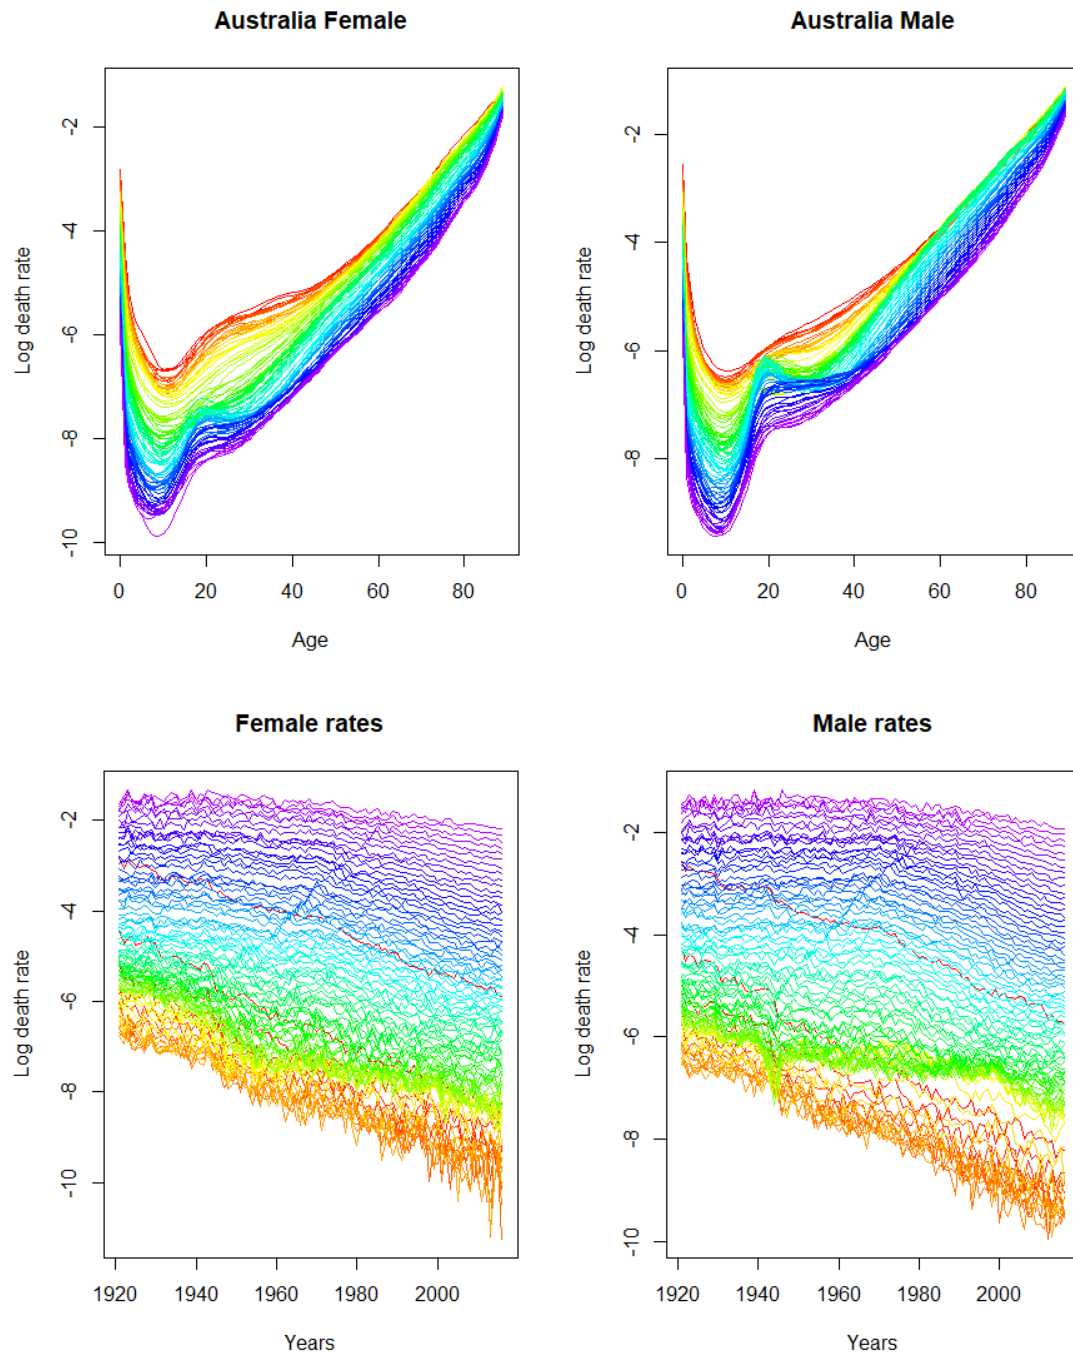 Australia Female
Australia Male
Log death rate
-2
-4
-6
-8
-10
0 20 40 60 80
Age
Log death rate
-2
-4
-6
-8
0 20 40 60 80
Age
Female rates
Male rates
Log death rate
-2
-4
-6
-8
-10
1920 1940 1960 1980 2000
Years
Log death rate
-2
-4
-6
-8
-10
1920 1940 1960 1980 2000
Years